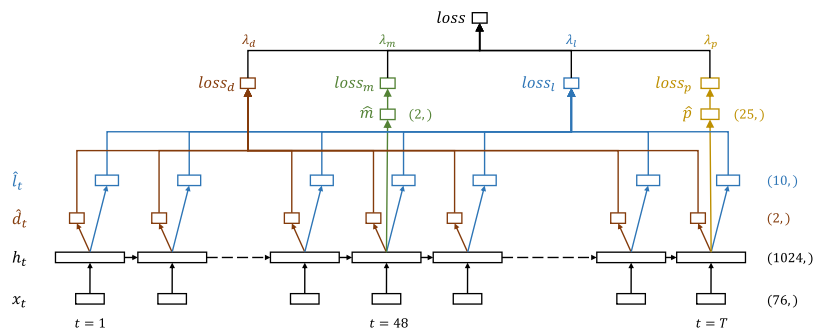 loss
λ_d λ_m λ_l λ_p
loss_d loss_m loss_l loss_p
m̂ (2,) p̂ (25,)
l̂_t (10,)
d̂_t (2,)
h_t (1024,)
x_t (76,)
t = 1 t = 48 t = T